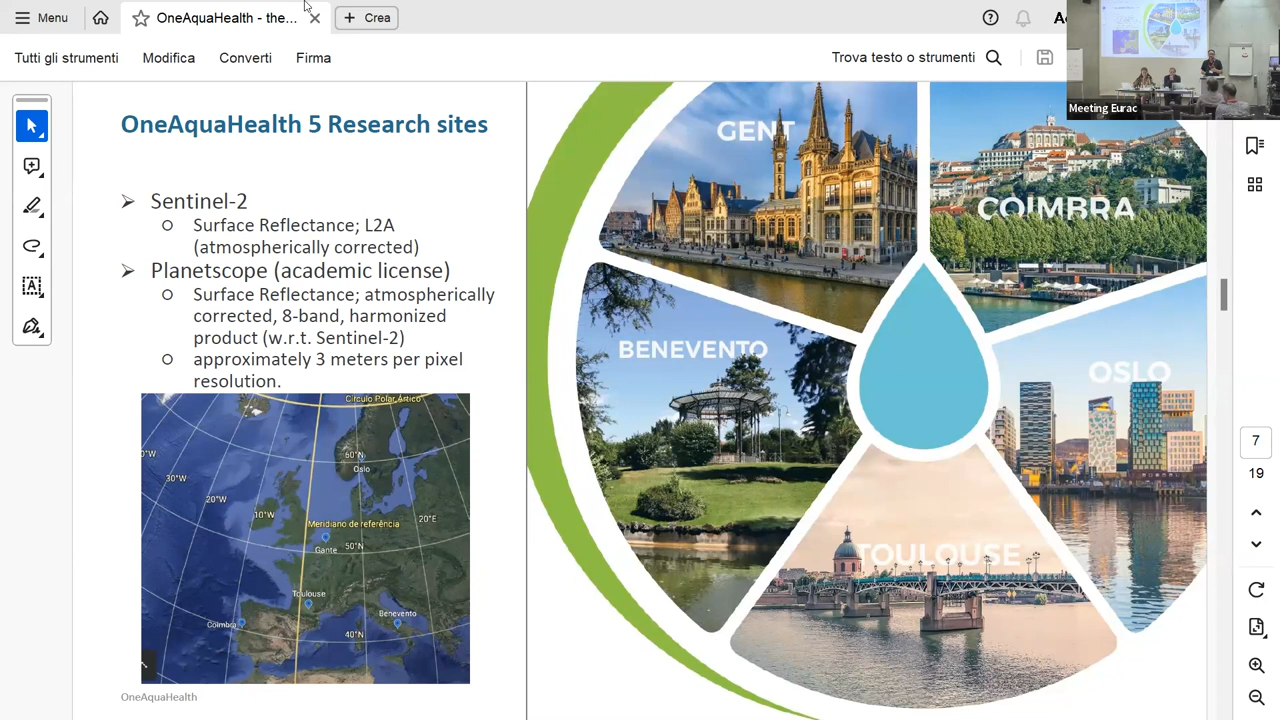 Menu
OneAquaHealth - the...
Crea
Tutti gli strumenti
Modifica
Converti
Firma
Trova testo o strumenti
Meeting Eurac
OneAquaHealth 5 Research sites
Sentinel-2
Surface Reflectance; L2A
(atmospherically corrected)
Planetscope (academic license)
Surface Reflectance; atmospherically
corrected, 8-band, harmonized
product (w.r.t. Sentinel-2)
approximately 3 meters per pixel
resolution.
Círculo Polar Ártico
60°N
Oslo
0°W
30°W
20°W
10°W
Meridiano de referência
20°E
Gante
50°N
Toulouse
Benevento
Coimbra
40°N
OneAquaHealth
GENT
COIMBRA
BENEVENTO
OSLO
TOULOUSE
7
19